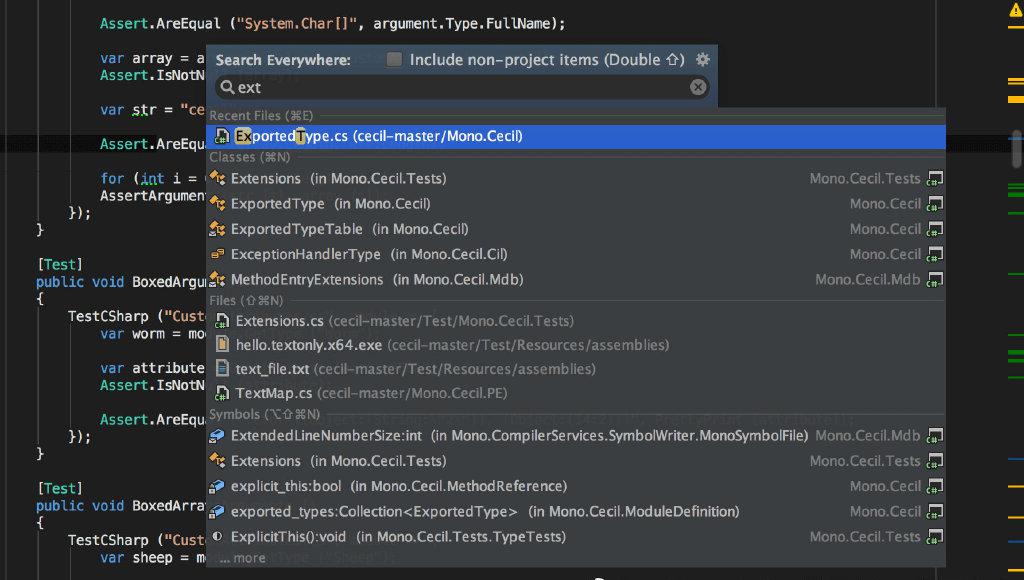 Assert.AreEqual ("System.Char[]", argument.Type.FullName);
var array = a
Search Everywhere: Include non-project items (Double ⇧)
Assert.IsNotN
ext
var str = "ce
Recent Files (⌘E)
Assert.AreEqua
ExportedType.cs (cecil-master/Mono.Cecil)
Classes (⌘N)
for (int i =
Extensions (in Mono.Cecil.Tests) Mono.Cecil.Tests
AssertArgument
ExportedType (in Mono.Cecil) Mono.Cecil
});
}
ExportedTypeTable (in Mono.Cecil) Mono.Cecil
ExceptionHandlerType (in Mono.Cecil.Cil) Mono.Cecil
[Test]
public void BoxedArgu
MethodEntryExtensions (in Mono.Cecil.Mdb) Mono.Cecil.Mdb
{
Files (⇧⌘N)
TestCSharp ("Cust
Extensions.cs (cecil-master/Test/Mono.Cecil.Tests)
var worm = mo
hello.textonly.x64.exe (cecil-master/Test/Resources/assemblies)
var attribute
text_file.txt (cecil-master/Test/Resources/assemblies)
Assert.IsNotN
TextMap.cs (cecil-master/Mono.Cecil.PE)
Symbols (⌥⇧⌘N)
Assert.AreEqua
ExtendedLineNumberSize:int (in Mono.CompilerServices.SymbolWriter.MonoSymbolFile) Mono.Cecil.Mdb
});
}
Extensions (in Mono.Cecil.Tests) Mono.Cecil.Tests
explicit_this:bool (in Mono.Cecil.MethodReference) Mono.Cecil
[Test]
public void BoxedArra
exported_types:Collection<ExportedType> (in Mono.Cecil.ModuleDefinition) Mono.Cecil
{
TestCSharp ("Cust
ExplicitThis():void (in Mono.Cecil.Tests.TypeTests) Mono.Cecil.Tests
var sheep = mo
... more
("Sheep");